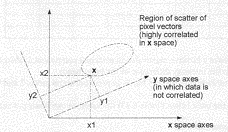 Region of scatter of
pixel vectors
(highly correlated
in x space)
x2
x
y2
y1
y space axes
(in which data is
not correlated)
x1
x space axes